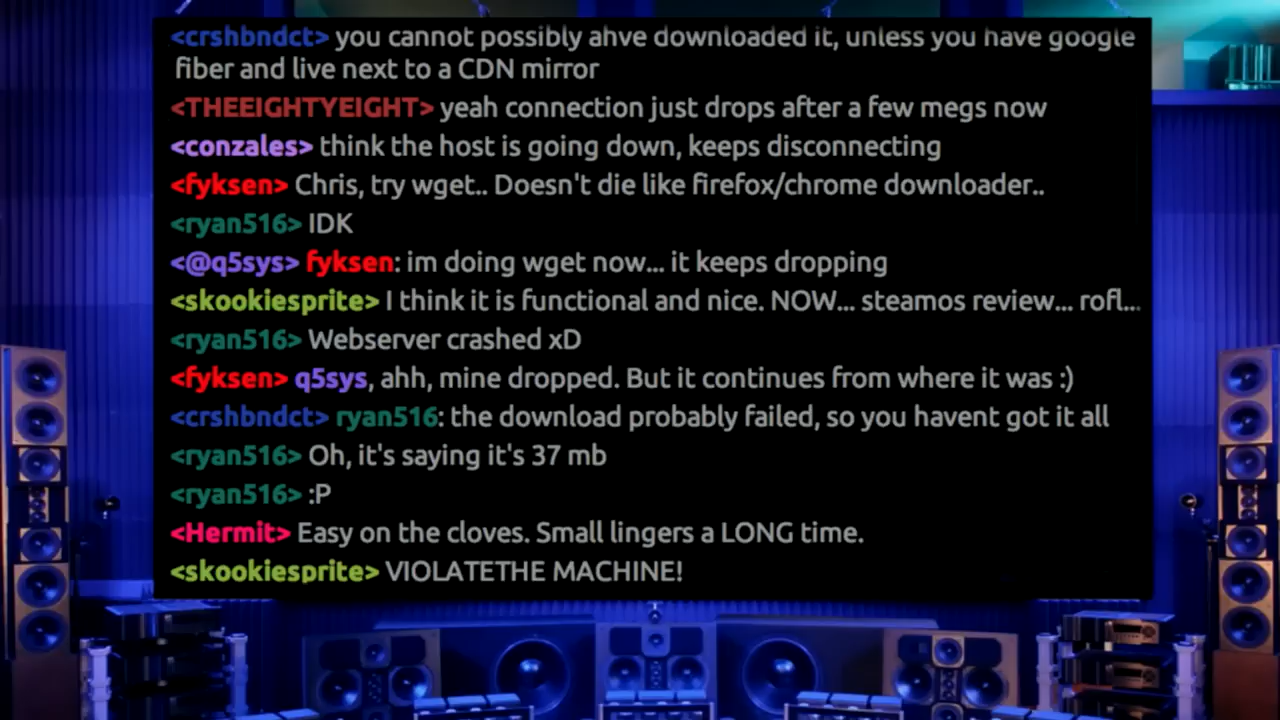 <crshbndct> you cannot possibly ahve downloaded it, unless you have google
fiber and live next to a CDN mirror
<THEEIGHTYEIGHT> yeah connection just drops after a few megs now
<conzales> think the host is going down, keeps disconnecting
<fyksen> Chris, try wget.. Doesn't die like firefox/chrome downloader..
<ryan516> IDK
<@q5sys> fyksen: im doing wget now... it keeps dropping
<skookiesprite> I think it is functional and nice. NOW... steamos review... rofl...
<ryan516> Webserver crashed xD
<fyksen> q5sys, ahh, mine dropped. But it continues from where it was :)
<crshbndct> ryan516: the download probably failed, so you havent got it all
<ryan516> Oh, it's saying it's 37 mb
<ryan516> :P
<Hermit> Easy on the cloves. Small lingers a LONG time.
<skookiesprite> VIOLATETHE MACHINE!